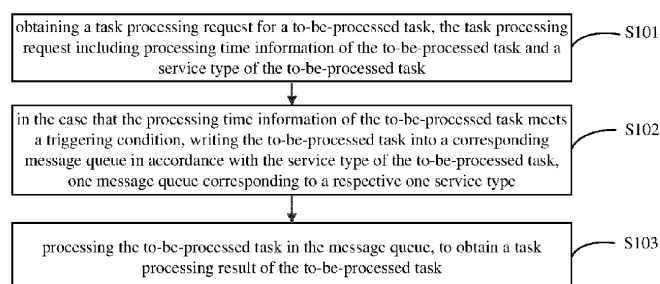 obtaining a task processing request for a to-be-processed task, the task processing
request including processing time information of the to-be-processed task and a
service type of the to-be-processed task
S101
in the case that the processing time information of the to-be-processed task meets
a triggering condition, writing the to-be-processed task into a corresponding
message queue in accordance with the service type of the to-be-processed task,
one message queue corresponding to a respective one service type
S102
processing the to-be-processed task in the message queue, to obtain a task
processing result of the to-be-processed task
S103